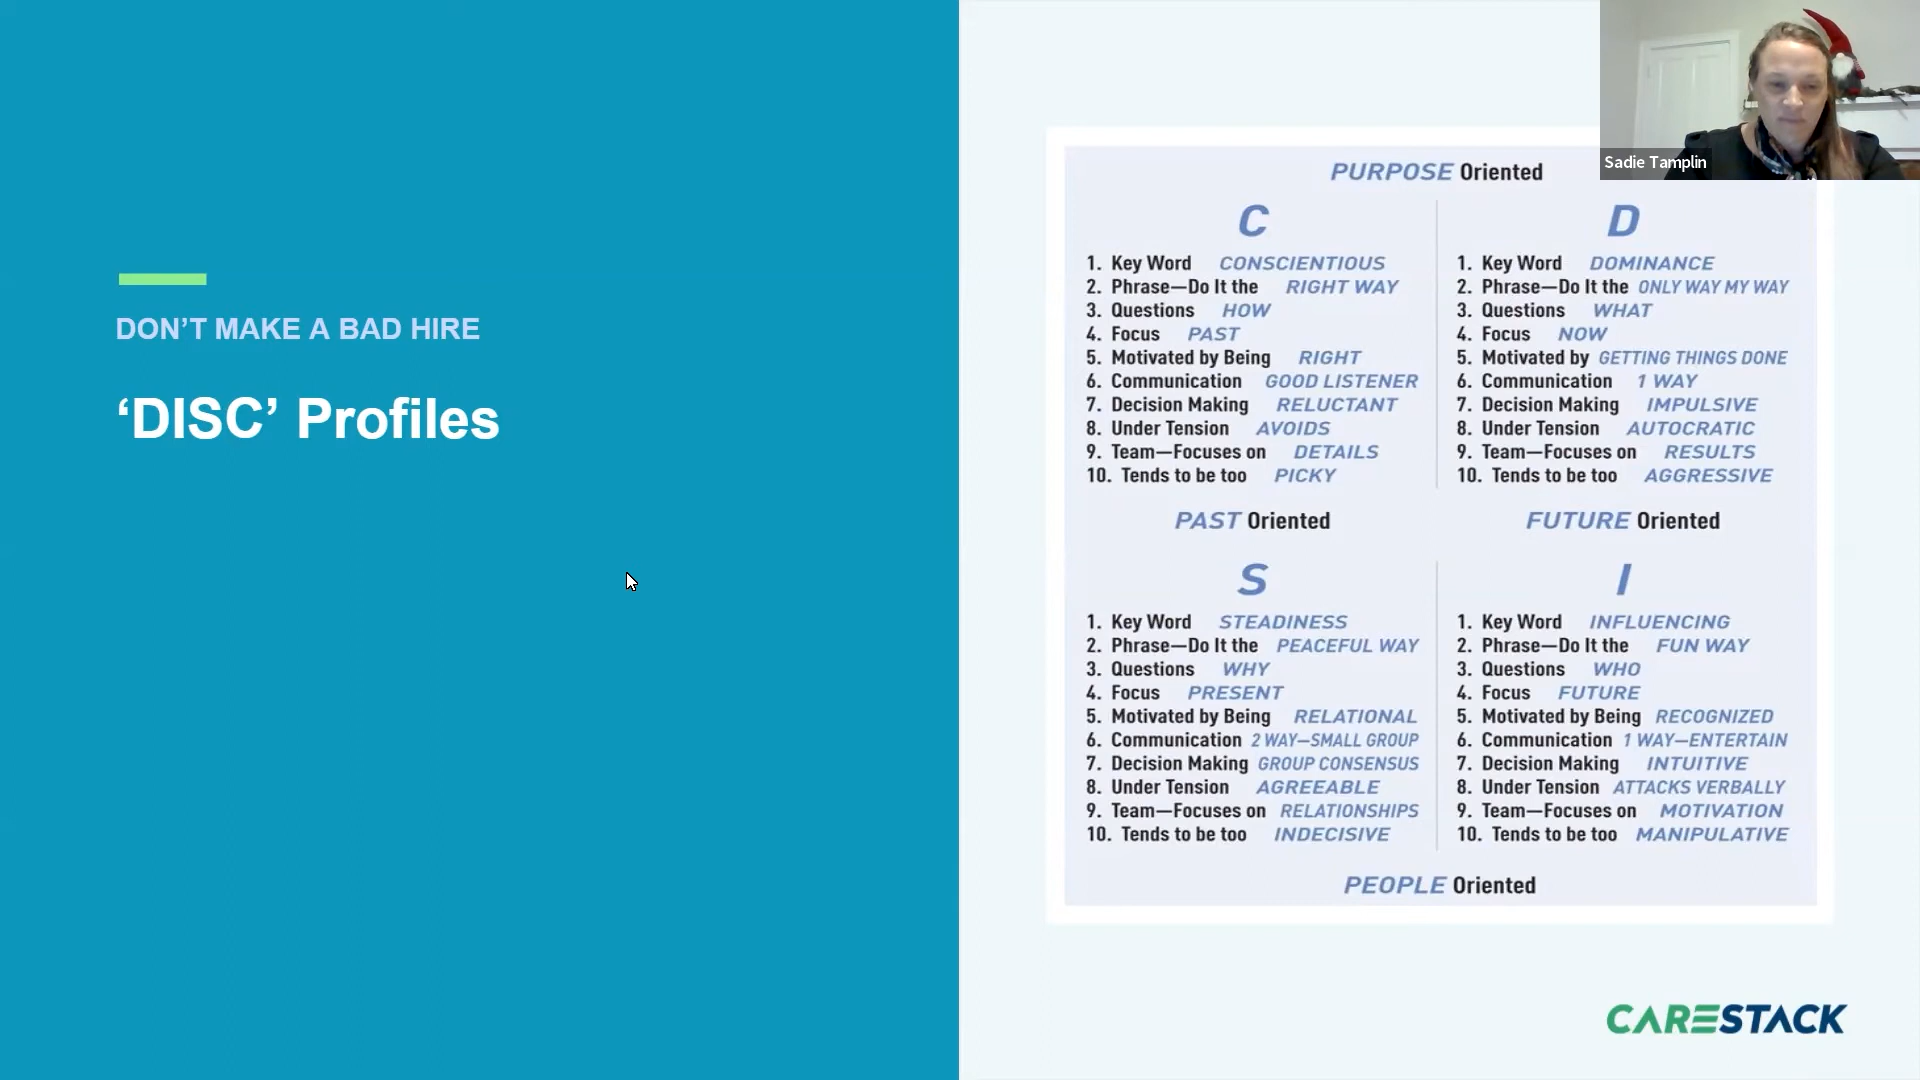 DON’T MAKE A BAD HIRE
‘DISC’ Profiles
Sadie Tamplin
PURPOSE Oriented
C
1. Key Word CONSCIENTIOUS
2. Phrase—Do It the RIGHT WAY
3. Questions HOW
4. Focus PAST
5. Motivated by Being RIGHT
6. Communication GOOD LISTENER
7. Decision Making RELUCTANT
8. Under Tension AVOIDS
9. Team—Focuses on DETAILS
10. Tends to be too PICKY
D
1. Key Word DOMINANCE
2. Phrase—Do It the ONLY WAY MY WAY
3. Questions WHAT
4. Focus NOW
5. Motivated by GETTING THINGS DONE
6. Communication 1 WAY
7. Decision Making IMPULSIVE
8. Under Tension AUTOCRATIC
9. Team—Focuses on RESULTS
10. Tends to be too AGGRESSIVE
PAST Oriented
FUTURE Oriented
S
1. Key Word STEADINESS
2. Phrase—Do It the PEACEFUL WAY
3. Questions WHY
4. Focus PRESENT
5. Motivated by Being RELATIONAL
6. Communication 2 WAY—SMALL GROUP
7. Decision Making GROUP CONSENSUS
8. Under Tension AGREEABLE
9. Team—Focuses on RELATIONSHIPS
10. Tends to be too INDECISIVE
I
1. Key Word INFLUENCING
2. Phrase—Do It the FUN WAY
3. Questions WHO
4. Focus FUTURE
5. Motivated by Being RECOGNIZED
6. Communication 1 WAY—ENTERTAIN
7. Decision Making INTUITIVE
8. Under Tension ATTACKS VERBALLY
9. Team—Focuses on MOTIVATION
10. Tends to be too MANIPULATIVE
PEOPLE Oriented
CARESTACK